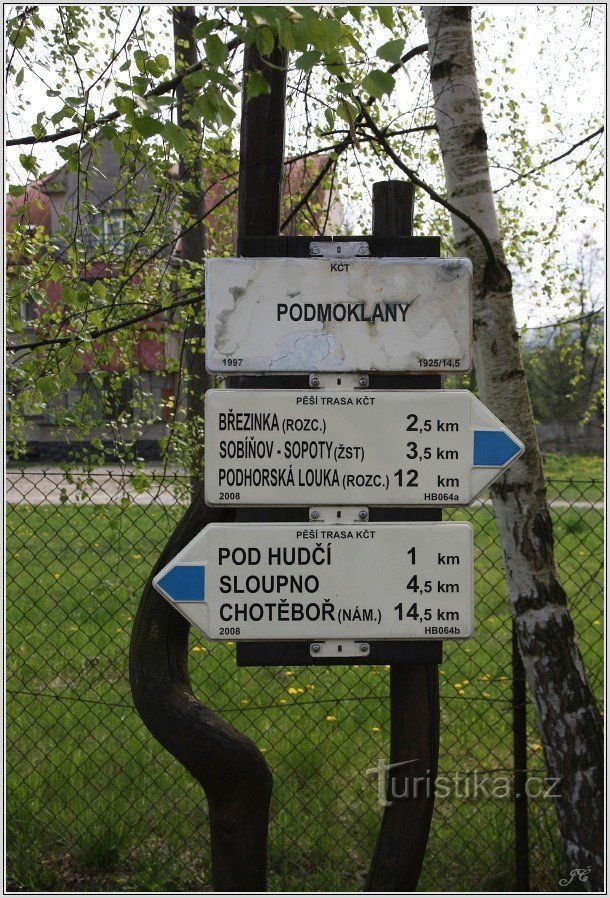 KČT
PODMOKLANY
1997 1925/14,5
PĚŠÍ TRASA KČT
BŘEZINKA (ROZC.) 2,5 km
SOBÍŇOV - SOPOTY (ŽST) 3,5 km
PODHORSKÁ LOUKA (ROZC.) 12 km
2008 HB064a
PĚŠÍ TRASA KČT
POD HUDČÍ 1 km
SLOUPNO 4,5 km
CHOTĚBOŘ (NÁM.) 14,5 km
2008 HB064b
Turistika.cz